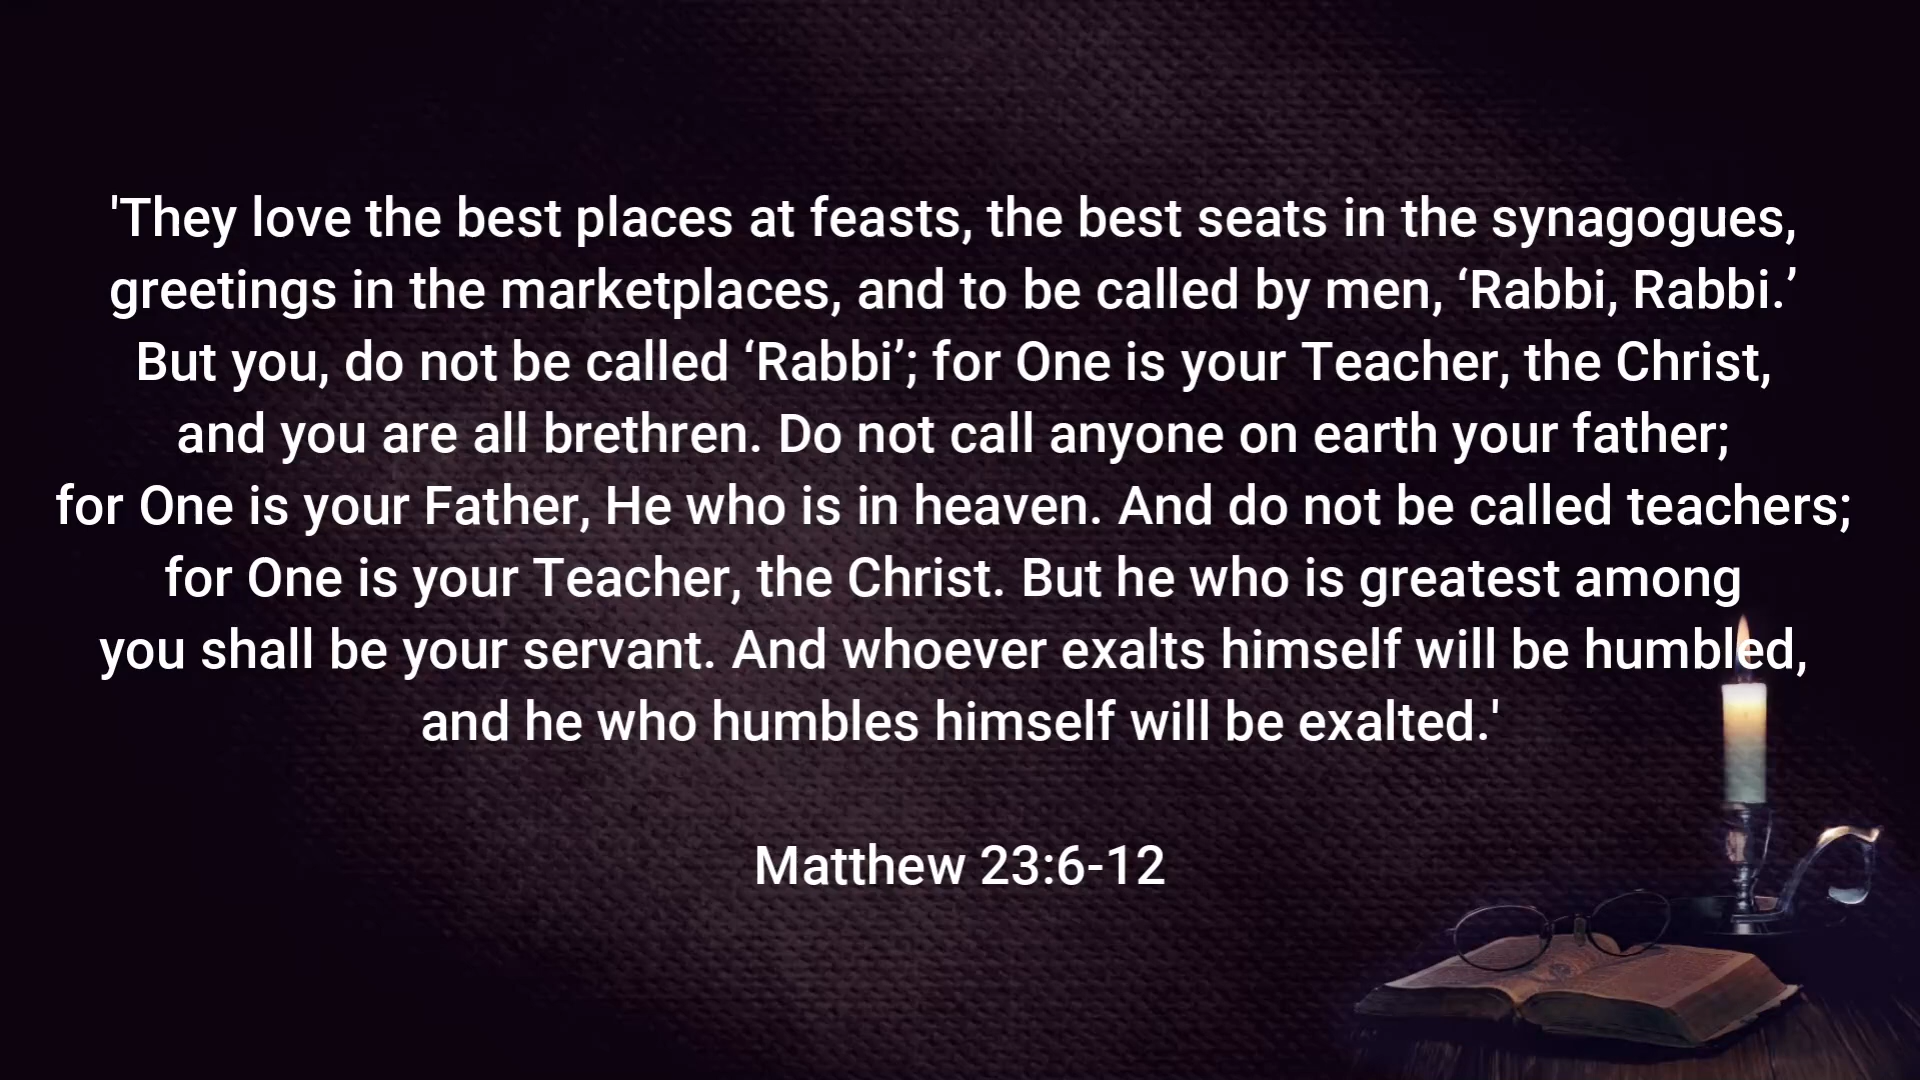 'They love the best places at feasts, the best seats in the synagogues,
greetings in the marketplaces, and to be called by men, ‘Rabbi, Rabbi.’
But you, do not be called ‘Rabbi’; for One is your Teacher, the Christ,
and you are all brethren. Do not call anyone on earth your father;
for One is your Father, He who is in heaven. And do not be called teachers;
for One is your Teacher, the Christ. But he who is greatest among
you shall be your servant. And whoever exalts himself will be humbled,
and he who humbles himself will be exalted.'
Matthew 23:6-12